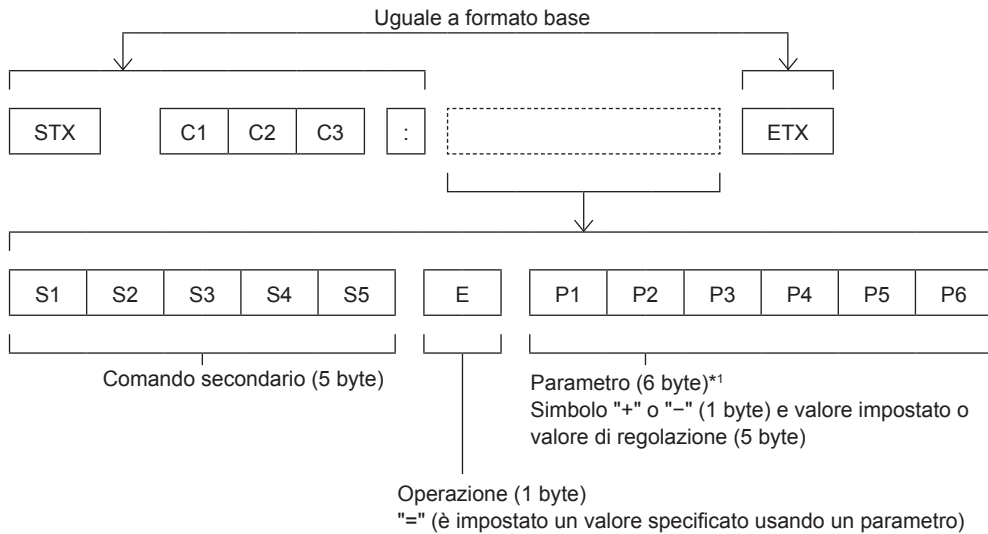 Uguale a formato base
STX C1 C2 C3 : ETX
S1 S2 S3 S4 S5 E P1 P2 P3 P4 P5 P6
Comando secondario (5 byte)
Parametro (6 byte)*1
Simbolo "+" o "−" (1 byte) e valore impostato o
valore di regolazione (5 byte)
Operazione (1 byte)
"=" (è impostato un valore specificato usando un parametro)